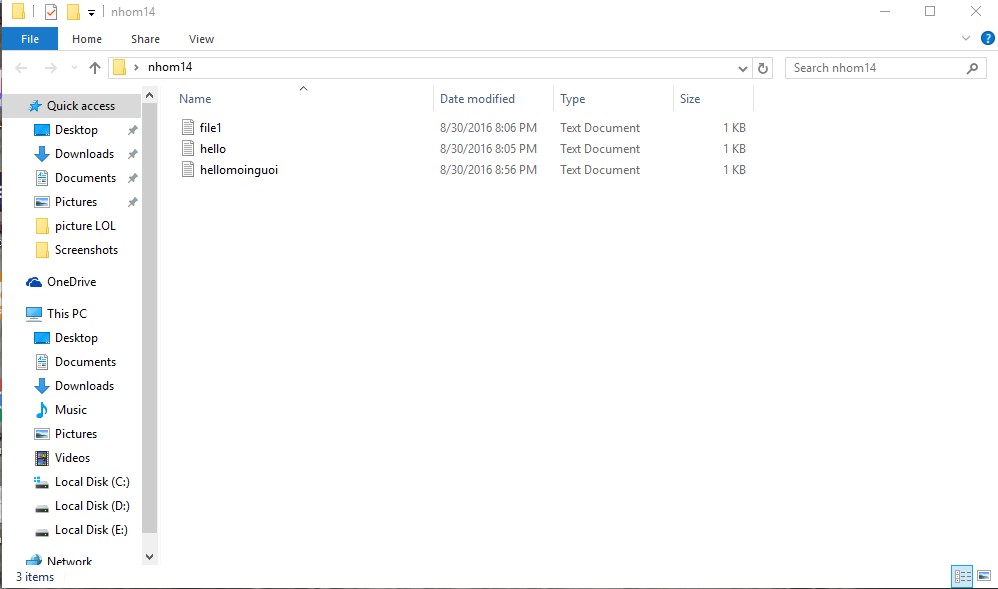 nhom14
File Home Share View
nhom14
Search nhom14
Name Date modified Type Size
file1 8/30/2016 8:06 PM Text Document 1 KB
hello 8/30/2016 8:05 PM Text Document 1 KB
hellomoinguoi 8/30/2016 8:56 PM Text Document 1 KB
Quick access
Desktop
Downloads
Documents
Pictures
picture LOL
Screenshots
OneDrive
This PC
Desktop
Documents
Downloads
Music
Pictures
Videos
Local Disk (C:)
Local Disk (D:)
Local Disk (E:)
Network
3 items